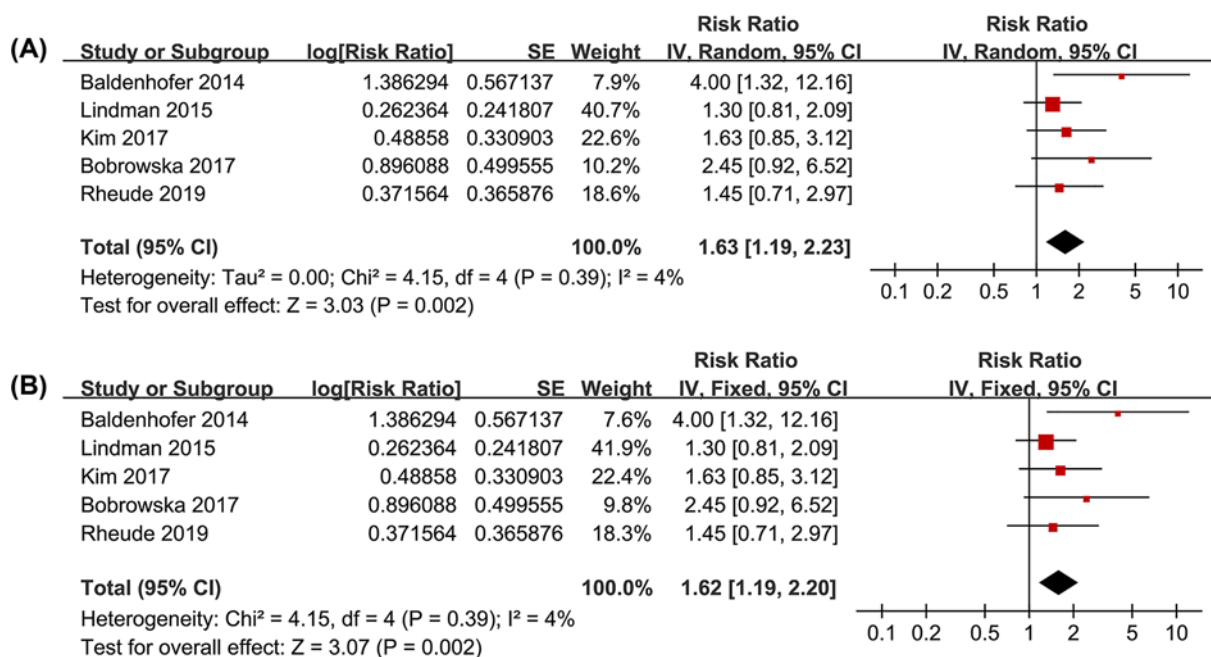 Risk Ratio Risk Ratio
(A) Study or Subgroup log[Risk Ratio] SE Weight IV, Random, 95% CI IV, Random, 95% CI
Baldenhofer 2014 1.386294 0.567137 7.9% 4.00 [1.32, 12.16]
Lindman 2015 0.262364 0.241807 40.7% 1.30 [0.81, 2.09]
Kim 2017 0.48858 0.330903 22.6% 1.63 [0.85, 3.12]
Bobrowska 2017 0.896088 0.499555 10.2% 2.45 [0.92, 6.52]
Rheude 2019 0.371564 0.365876 18.6% 1.45 [0.71, 2.97]
Total (95% CI) 100.0% 1.63 [1.19, 2.23]
Heterogeneity: Tau² = 0.00; Chi² = 4.15, df = 4 (P = 0.39); I² = 4%
Test for overall effect: Z = 3.03 (P = 0.002)
0.1 0.2 0.5 1 2 5 10
Risk Ratio Risk Ratio
(B) Study or Subgroup log[Risk Ratio] SE Weight IV, Fixed, 95% CI IV, Fixed, 95% CI
Baldenhofer 2014 1.386294 0.567137 7.6% 4.00 [1.32, 12.16]
Lindman 2015 0.262364 0.241807 41.9% 1.30 [0.81, 2.09]
Kim 2017 0.48858 0.330903 22.4% 1.63 [0.85, 3.12]
Bobrowska 2017 0.896088 0.499555 9.8% 2.45 [0.92, 6.52]
Rheude 2019 0.371564 0.365876 18.3% 1.45 [0.71, 2.97]
Total (95% CI) 100.0% 1.62 [1.19, 2.20]
Heterogeneity: Chi² = 4.15, df = 4 (P = 0.39); I² = 4%
Test for overall effect: Z = 3.07 (P = 0.002)
0.1 0.2 0.5 1 2 5 10